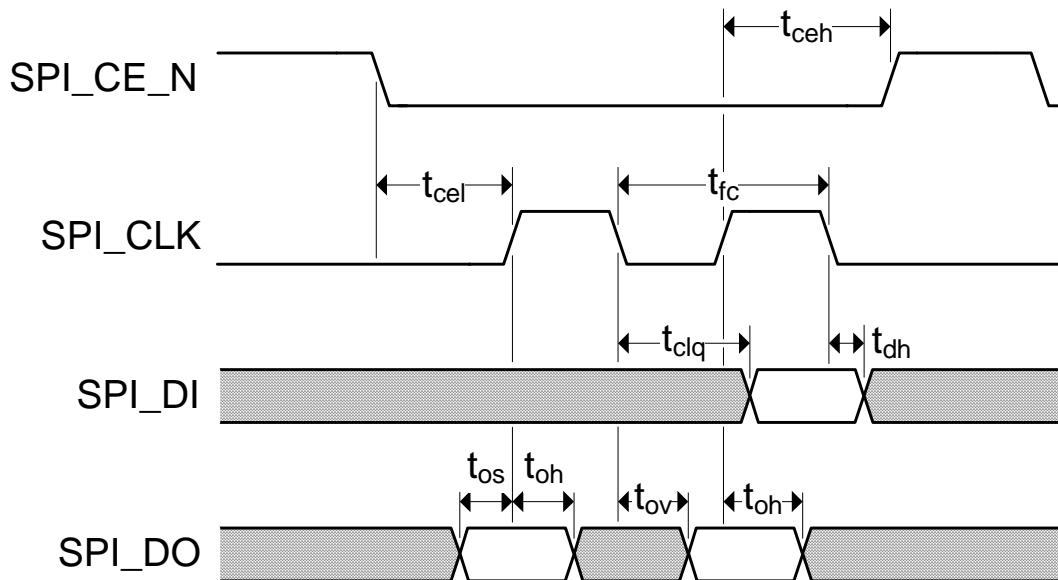 t_ceh
SPI_CE_N
t_cel
t_fc
SPI_CLK
t_clq
t_dh
SPI_DI
t_os
t_oh
t_ov
t_oh
SPI_DO